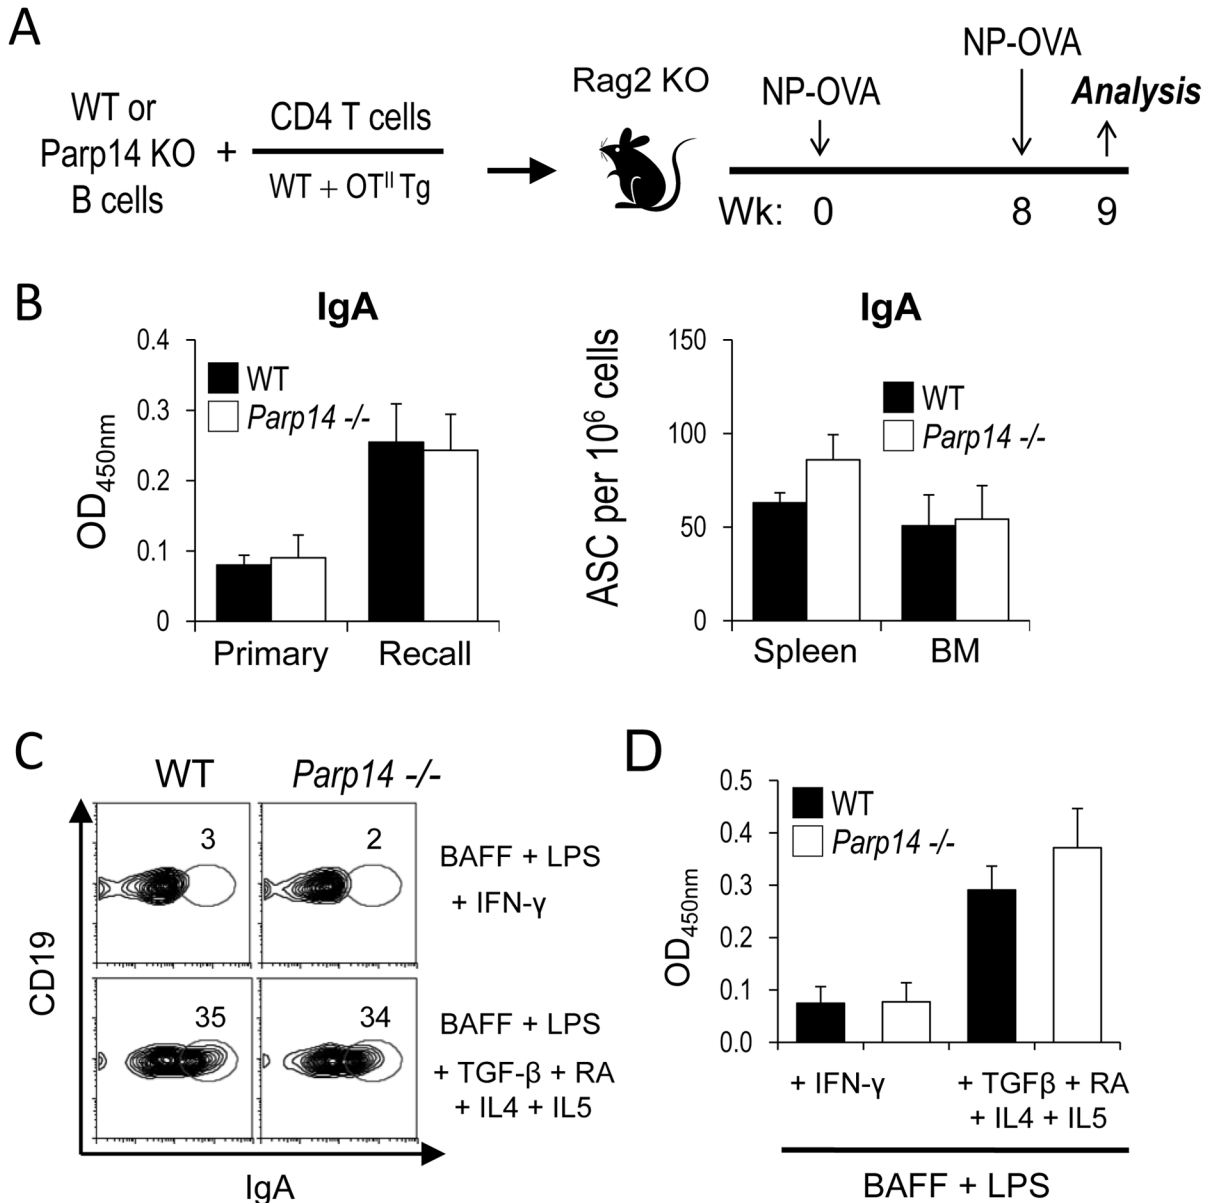 A
WT or
Parp14 KO
B cells
+
CD4 T cells
WT + OTᴵᴵ Tg
Rag2 KO
NP-OVA
NP-OVA
Analysis
Wk: 0 8 9
B
IgA
0.4
0.3
0.2
0.1
0
OD450nm
WT
Parp14 -/-
Primary Recall
IgA
150
100
50
0
ASC per 10⁶ cells
WT
Parp14 -/-
Spleen BM
C
WT Parp14 -/-
3 2
BAFF + LPS
+ IFN-γ
35 34
BAFF + LPS
+ TGF-β + RA
+ IL4 + IL5
CD19
IgA
D
0.5
0.4
0.3
0.2
0.1
0.0
OD450nm
WT
Parp14 -/-
+ IFN-γ + TGFβ + RA
+ IL4 + IL5
BAFF + LPS